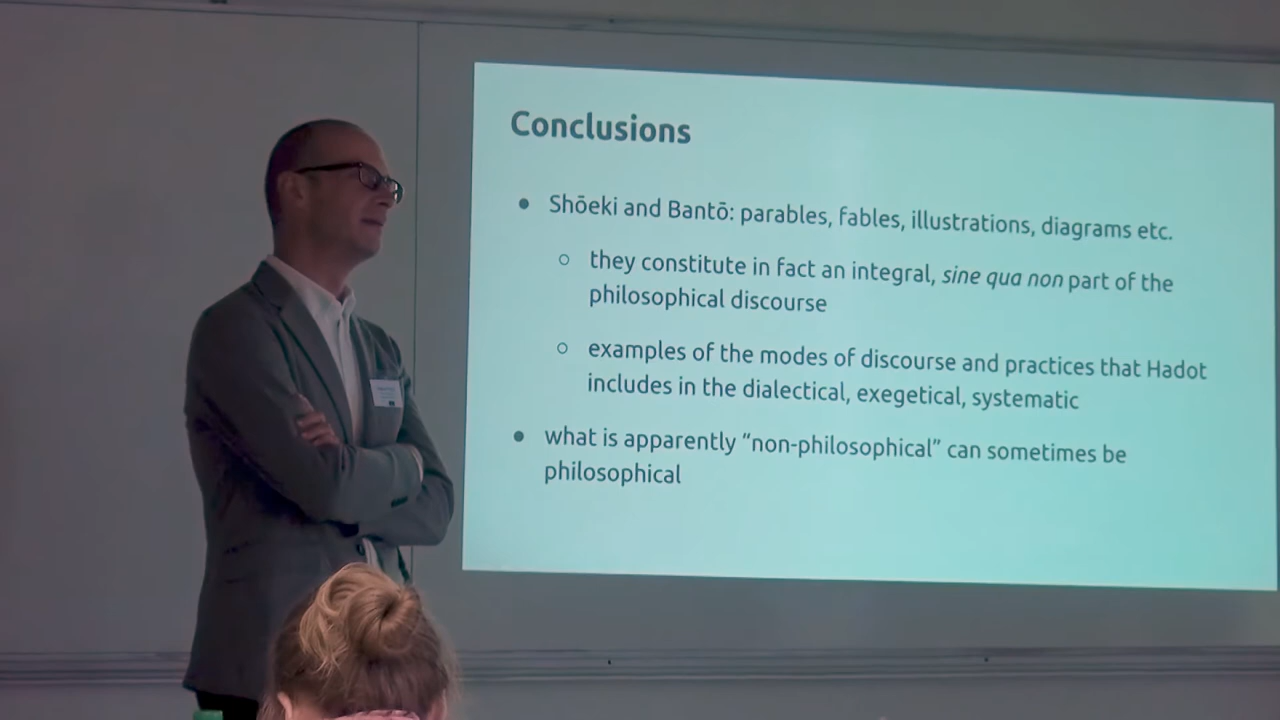 Conclusions
● Shōeki and Bantō: parables, fables, illustrations, diagrams etc.
○ they constitute in fact an integral, sine qua non part of the
philosophical discourse
○ examples of the modes of discourse and practices that Hadot
includes in the dialectical, exegetical, systematic
● what is apparently “non-philosophical” can sometimes be
philosophical